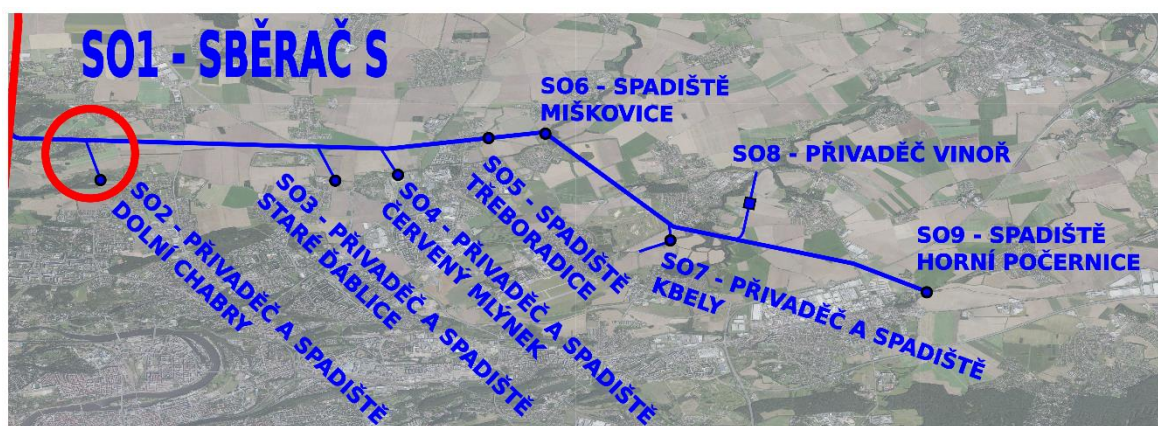 SO1 - SBĚRAČ S
SO2 - PŘIVADĚČ A SPADIŠTĚ
DOLNÍ CHABRY
SO3 - PŘIVADĚČ A SPADIŠTĚ
STARÉ ĎÁBLICE
SO4 - PŘIVADĚČ A SPADIŠTĚ
ČERVENÝ MLÝNEK
SO5 - SPADIŠTĚ
TŘEBORADICE
SO6 - SPADIŠTĚ
MIŠKOVICE
SO7 - PŘIVADĚČ A SPADIŠTĚ
KBELY
SO8 - PŘIVADĚČ VINOŘ
SO9 - SPADIŠTĚ
HORNÍ POČERNICE